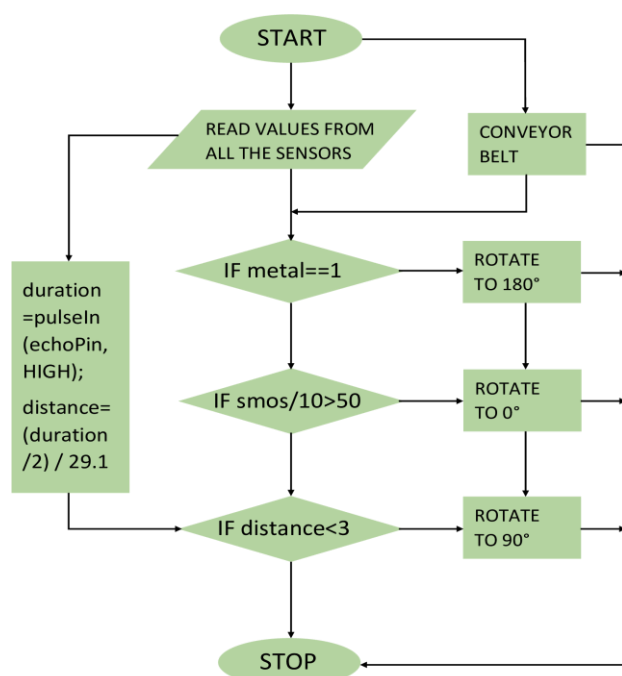 START
READ VALUES FROM
ALL THE SENSORS
CONVEYOR
BELT
IF metal==1
ROTATE
TO 180°
duration
=pulseIn
(echoPin,
HIGH);
distance=
(duration
/2) / 29.1
IF smos/10>50
ROTATE
TO 0°
IF distance<3
ROTATE
TO 90°
STOP